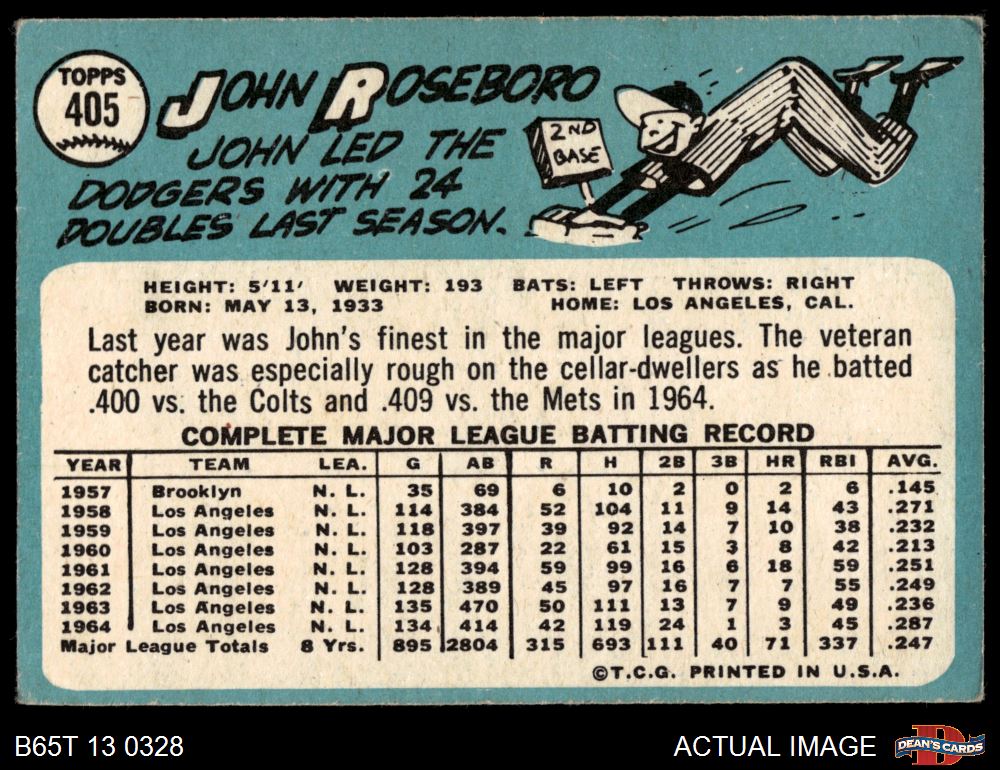 TOPPS
405
JOHN ROSEBORO
JOHN LED THE
DODGERS WITH 24
DOUBLES LAST SEASON.
2ND
BASE
HEIGHT: 5'11' WEIGHT: 193 BATS: LEFT THROWS: RIGHT
BORN: MAY 13, 1933 HOME: LOS ANGELES, CAL.
Last year was John's finest in the major leagues. The veteran
catcher was especially rough on the cellar-dwellers as he batted
.400 vs. the Colts and .409 vs. the Mets in 1964.
COMPLETE MAJOR LEAGUE BATTING RECORD
YEAR TEAM LEA. G AB R H 2B 3B HR RBI AVG.
1957 Brooklyn N. L. 35 69 6 10 2 0 2 6 .145
1958 Los Angeles N. L. 114 384 52 104 11 9 14 43 .271
1959 Los Angeles N. L. 118 397 39 92 14 7 10 38 .232
1960 Los Angeles N. L. 103 287 22 61 15 3 8 42 .213
1961 Los Angeles N. L. 128 394 59 99 16 6 18 59 .251
1962 Los Angeles N. L. 128 389 45 97 16 7 7 55 .249
1963 Los Angeles N. L. 135 470 50 111 13 7 9 49 .236
1964 Los Angeles N. L. 134 414 42 119 24 1 3 45 .287
Major League Totals 8 Yrs. 895 2804 315 693 111 40 71 337 .247
©T.C.G. PRINTED IN U.S.A.
B65T 13 0328 ACTUAL IMAGE D DEAN'S CARDS